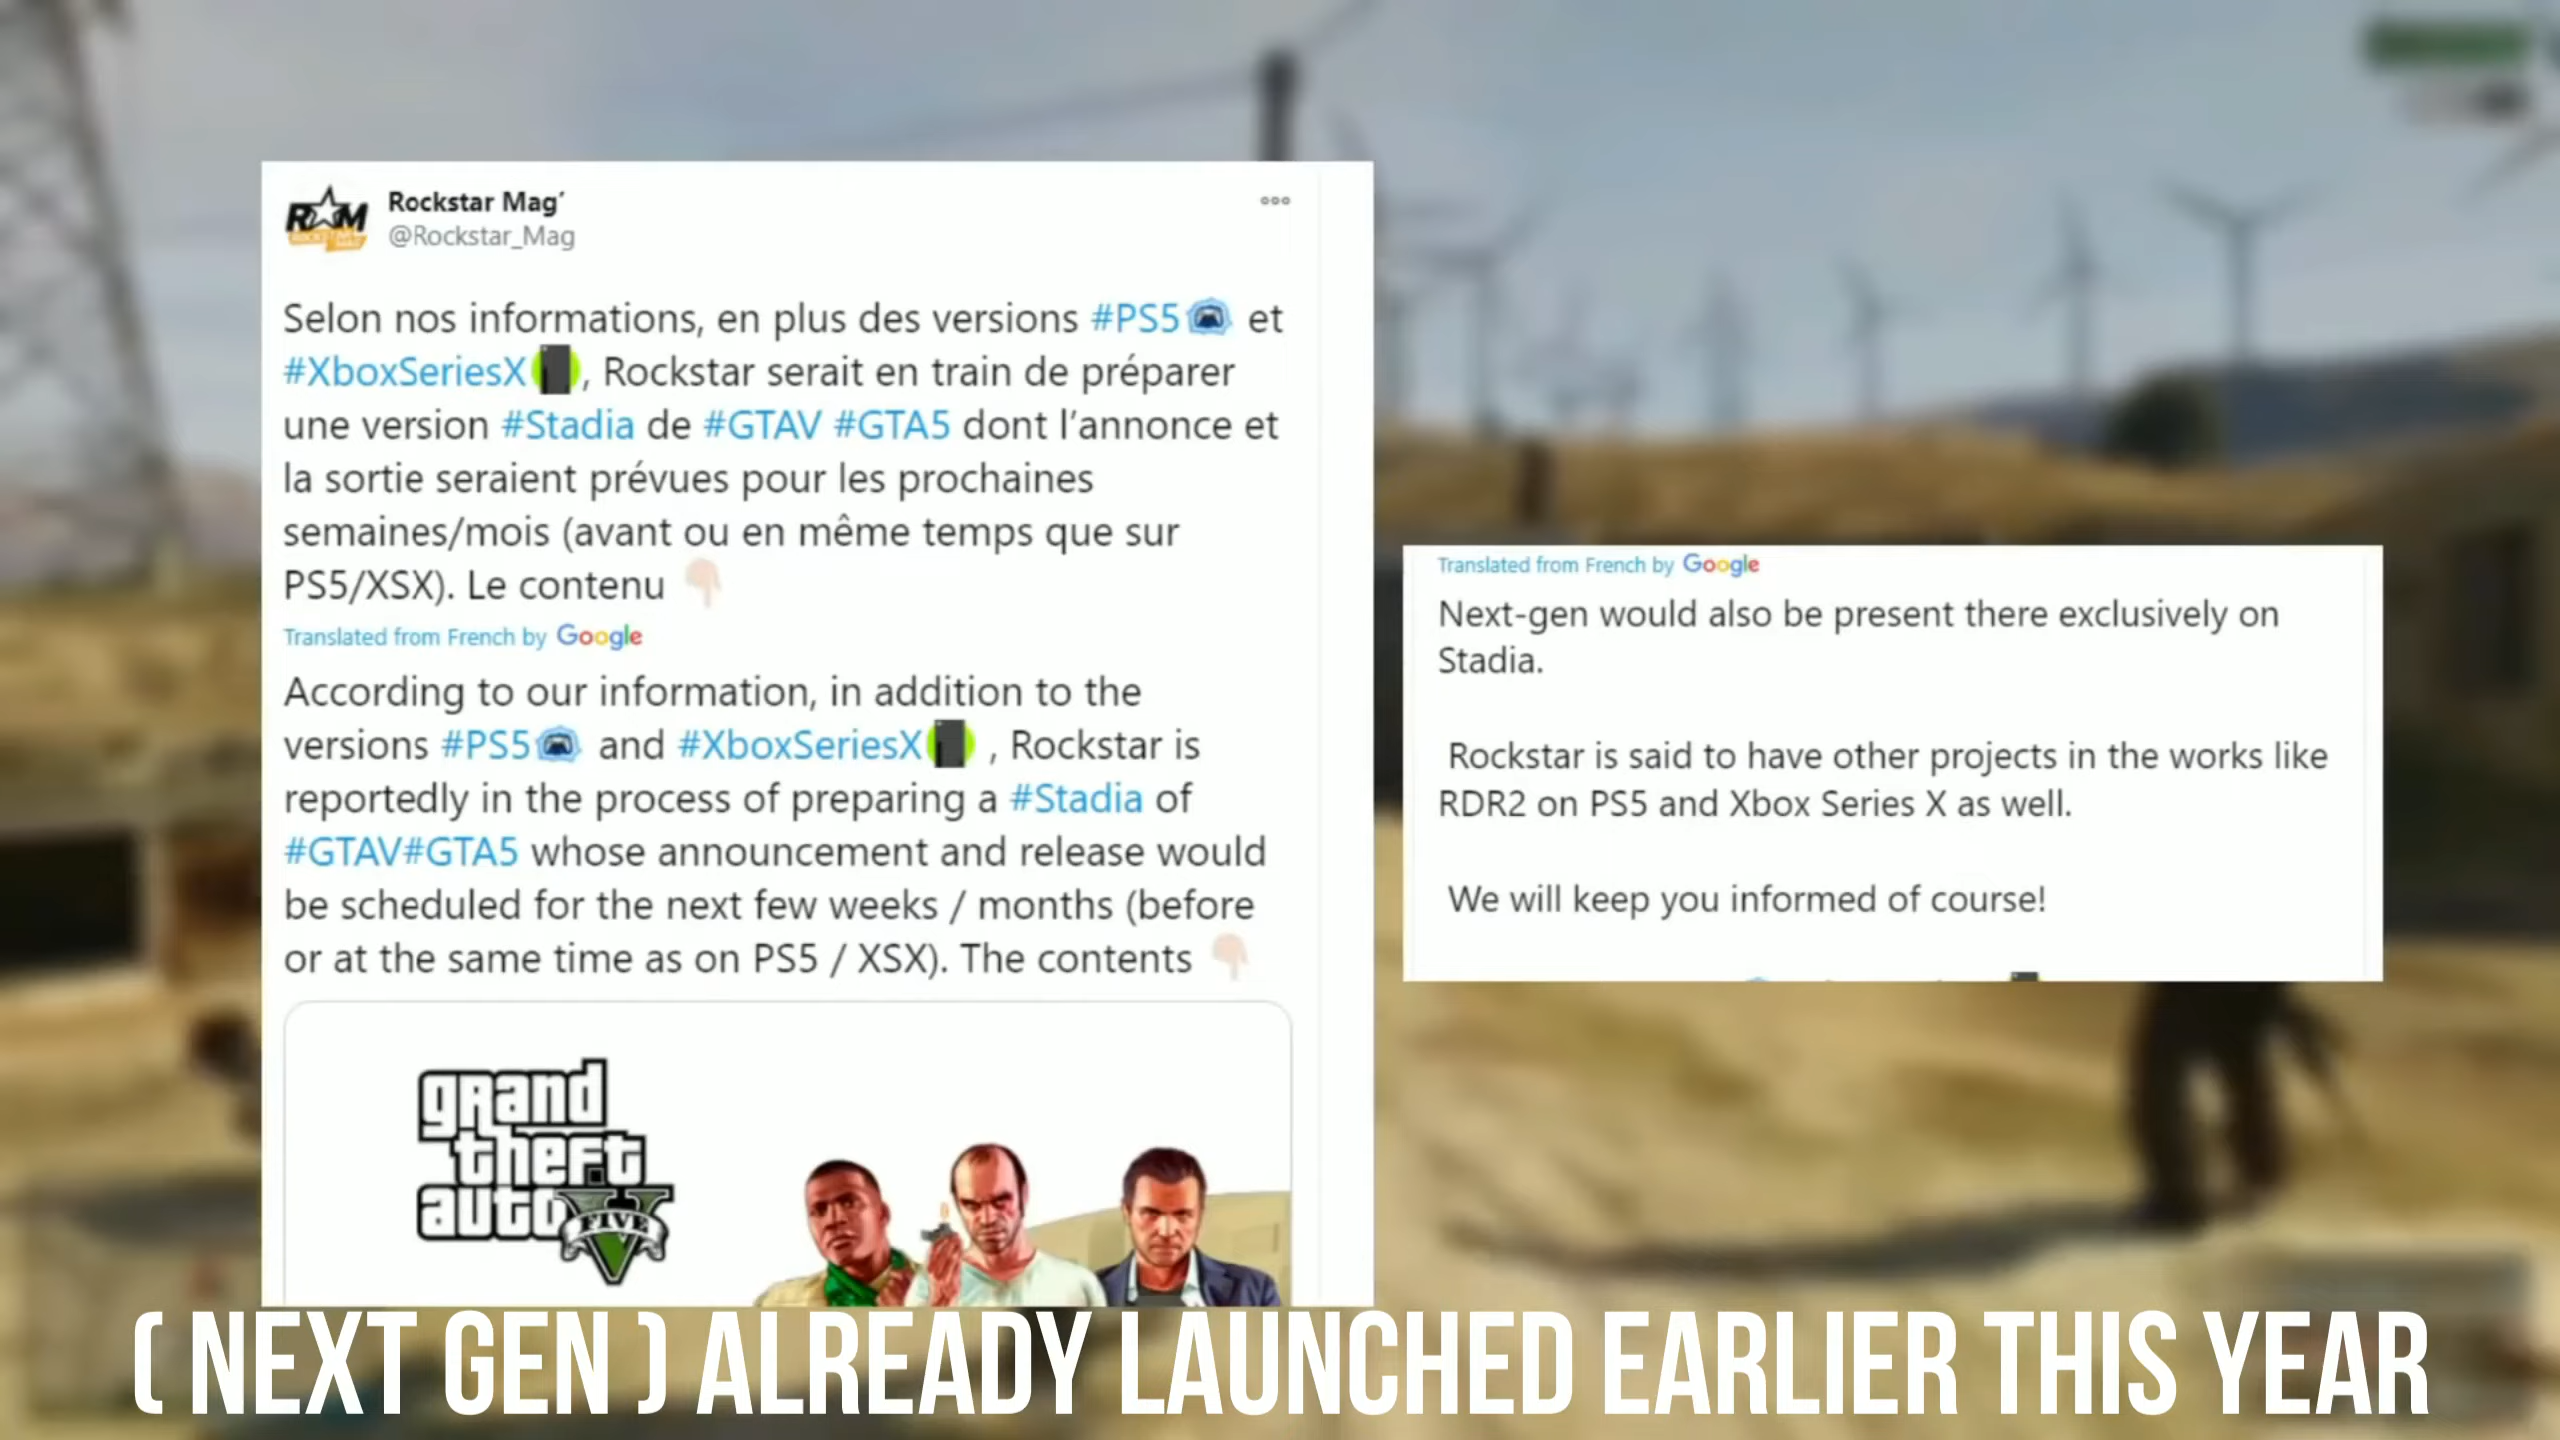 Rockstar Mag'
@Rockstar_Mag
Selon nos informations, en plus des versions #PS5 et
#XboxSeriesX, Rockstar serait en train de préparer
une version #Stadia de #GTAV #GTA5 dont l'annonce et
la sortie seraient prévues pour les prochaines
semaines/mois (avant ou en même temps que sur
PS5/XSX). Le contenu 👇🏻
Translated from French by Google
According to our information, in addition to the
versions #PS5 and #XboxSeriesX , Rockstar is
reportedly in the process of preparing a #Stadia of
#GTAV#GTA5 whose announcement and release would
be scheduled for the next few weeks / months (before
or at the same time as on PS5 / XSX). The contents 👇🏻
grand
theft
auto V
FIVE
Translated from French by Google
Next-gen would also be present there exclusively on
Stadia.
Rockstar is said to have other projects in the works like
RDR2 on PS5 and Xbox Series X as well.
We will keep you informed of course!
( NEXT GEN ) ALREADY LAUNCHED EARLIER THIS YEAR